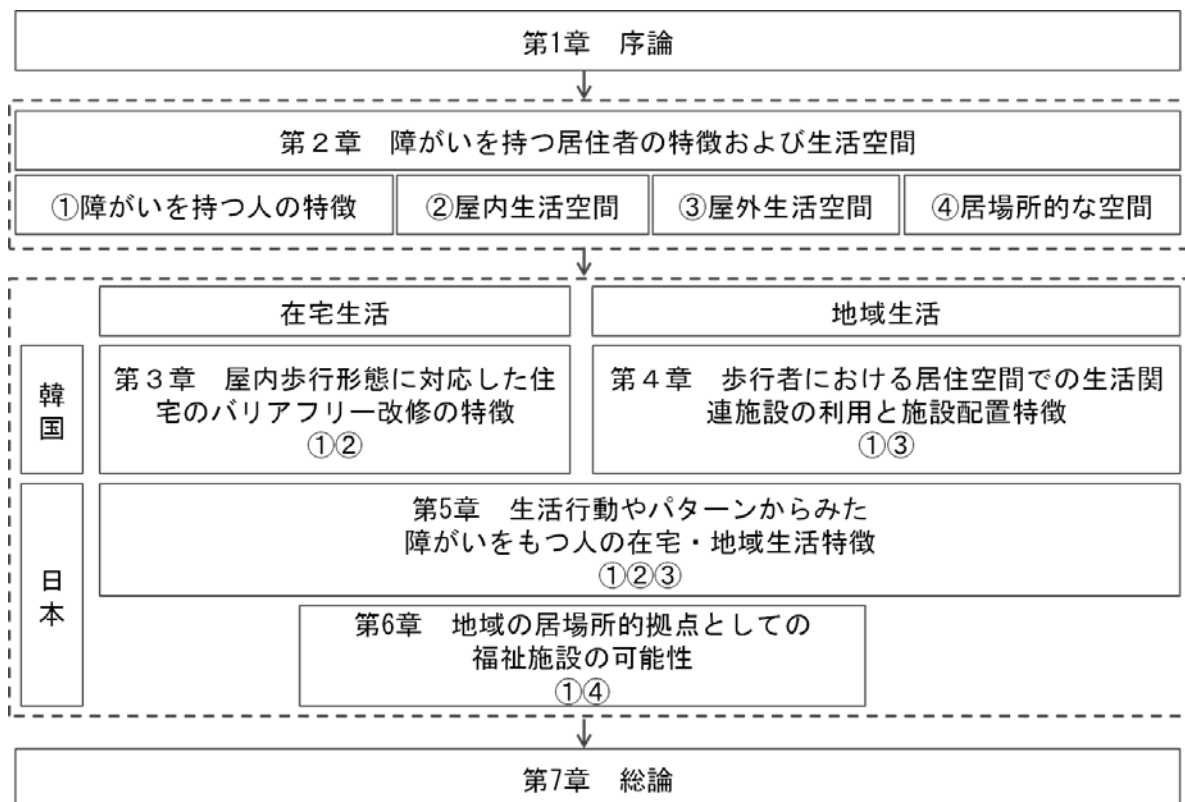 第1章　序論
第２章　障がいを持つ居住者の特徴および生活空間
①障がいを持つ人の特徴
②屋内生活空間
③屋外生活空間
④居場所的な空間
在宅生活
地域生活
韓国
第３章　屋内歩行形態に対応した住
宅のバリアフリー改修の特徴
①②
第４章　歩行者における居住空間での生活関
連施設の利用と施設配置特徴
①③
日本
第5章　生活行動やパターンからみた
障がいをもつ人の在宅・地域生活特徴
①②③
第6章　地域の居場所的拠点としての
福祉施設の可能性
①④
第7章　総論